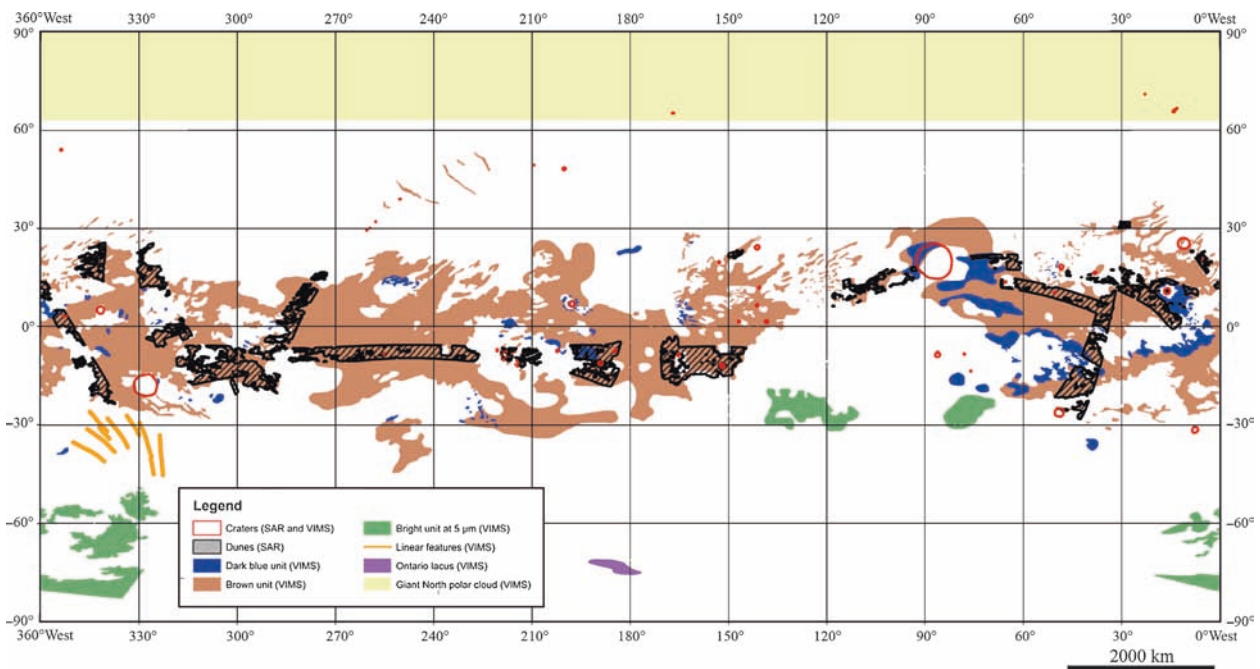 360°West 330° 300° 270° 240° 210° 180° 150° 120° 90° 60° 30° 0°West
90° 90°
60° 60°
30° 30°
0° 0°
–30° –30°
–60° –60°
–90° –90°
Legend
Craters (SAR and VIMS)
Dunes (SAR)
Dark blue unit (VIMS)
Brown unit (VIMS)
Bright unit at 5 µm (VIMS)
Linear features (VIMS)
Ontario lacus (VIMS)
Giant North polar cloud (VIMS)
360°West 330° 300° 270° 240° 210° 180° 150° 120° 90° 60° 30° 0°West
2000 km